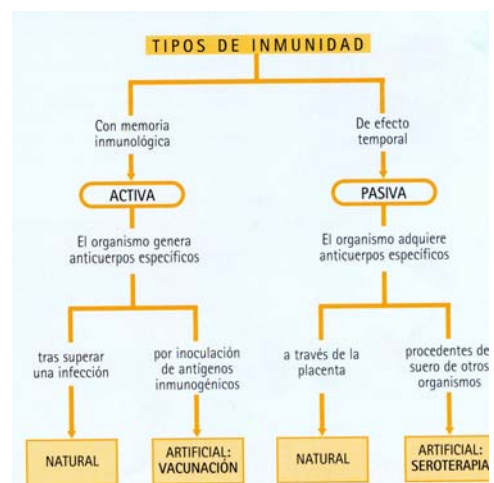 TIPOS DE INMUNIDAD
Con memoria
inmunológica
De efecto
temporal
ACTIVA
PASIVA
El organismo genera
anticuerpos específicos
El organismo adquiere
anticuerpos específicos
tras superar
una infección
por inoculación
de antígenos
inmunogénicos
a través de la
placenta
procedentes de
suero de otros
organismos
NATURAL
ARTIFICIAL:
VACUNACIÓN
NATURAL
ARTIFICIAL:
SEROTERAPIA